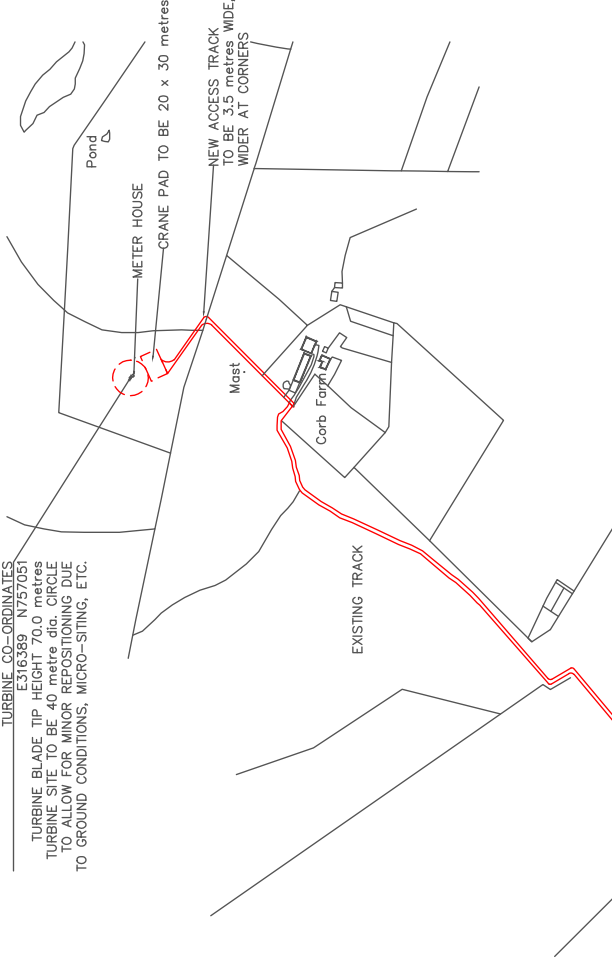 TURBINE CO-ORDINATES
E316389 N757051
TURBINE BLADE TIP HEIGHT 70.0 metres
TURBINE SITE TO BE 40 metre dia. CIRCLE
TO ALLOW FOR MINOR REPOSITIONING DUE
TO GROUND CONDITIONS, MICRO-SITING, ETC.
Pond
METER HOUSE
CRANE PAD TO BE 20 x 30 metres
NEW ACCESS TRACK
TO BE 3.5 metres WIDE,
WIDER AT CORNERS
Mast
Corb Farm
EXISTING TRACK